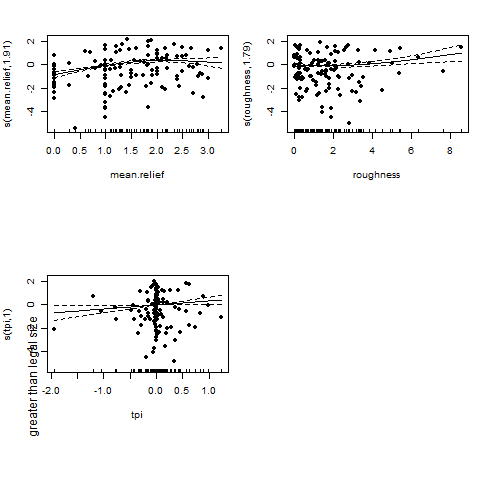 s(mean.relief,1.91)
2
0
-2
-4
0.0 0.5 1.0 1.5 2.0 2.5 3.0
mean.relief
s(roughness,1.79)
2
0
-2
-4
0 2 4 6 8
roughness
s(tpi,1)
greater than legal size
2
0
-2
-4
-2.0 -1.0 0.0 0.5 1.0
tpi